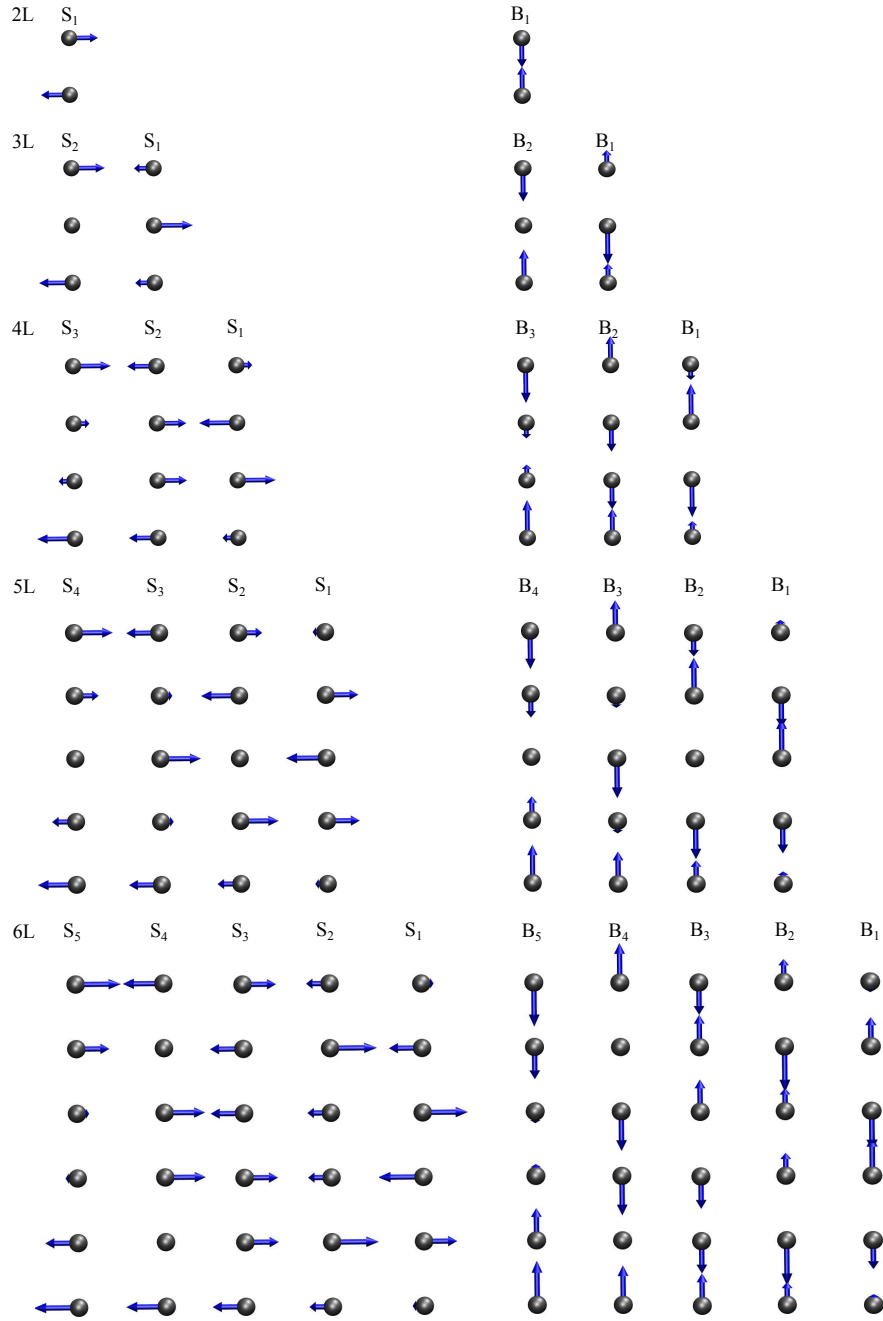 2L S₁ B₁
3L S₂ S₁ B₂ B₁
4L S₃ S₂ S₁ B₃ B₂ B₁
5L S₄ S₃ S₂ S₁ B₄ B₃ B₂ B₁
6L S₅ S₄ S₃ S₂ S₁ B₅ B₄ B₃ B₂ B₁